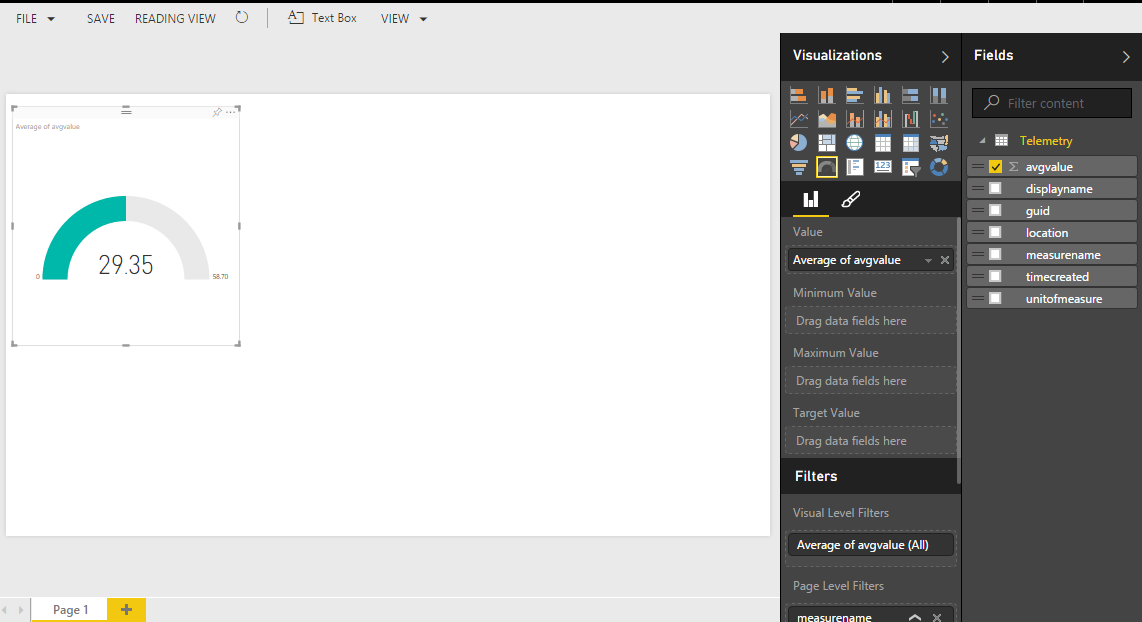 FILE SAVE READING VIEW Text Box VIEW
Average of avgvalue
29.35
0 58.70
Page 1
Visualizations
123
Value
Average of avgvalue
Minimum Value
Drag data fields here
Maximum Value
Drag data fields here
Target Value
Drag data fields here
Filters
Visual Level Filters
Average of avgvalue (All)
Page Level Filters
measurename
Fields
Filter content
Telemetry
avgvalue
displayname
guid
location
measurename
timecreated
unitofmeasure